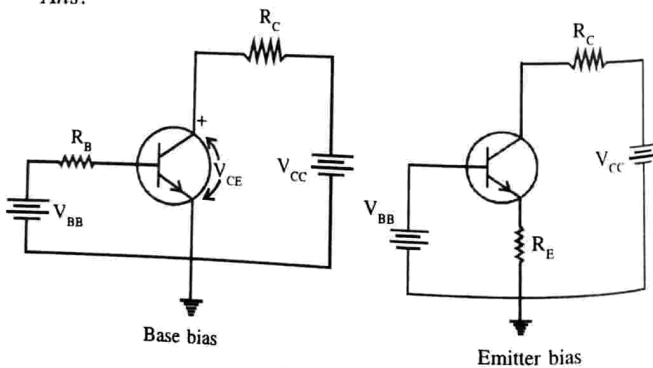 Ans:
R_C
R_C
+
R_B
V_CE
V_CC
V_CC
V_BB
V_BB
R_E
Base bias
Emitter bias